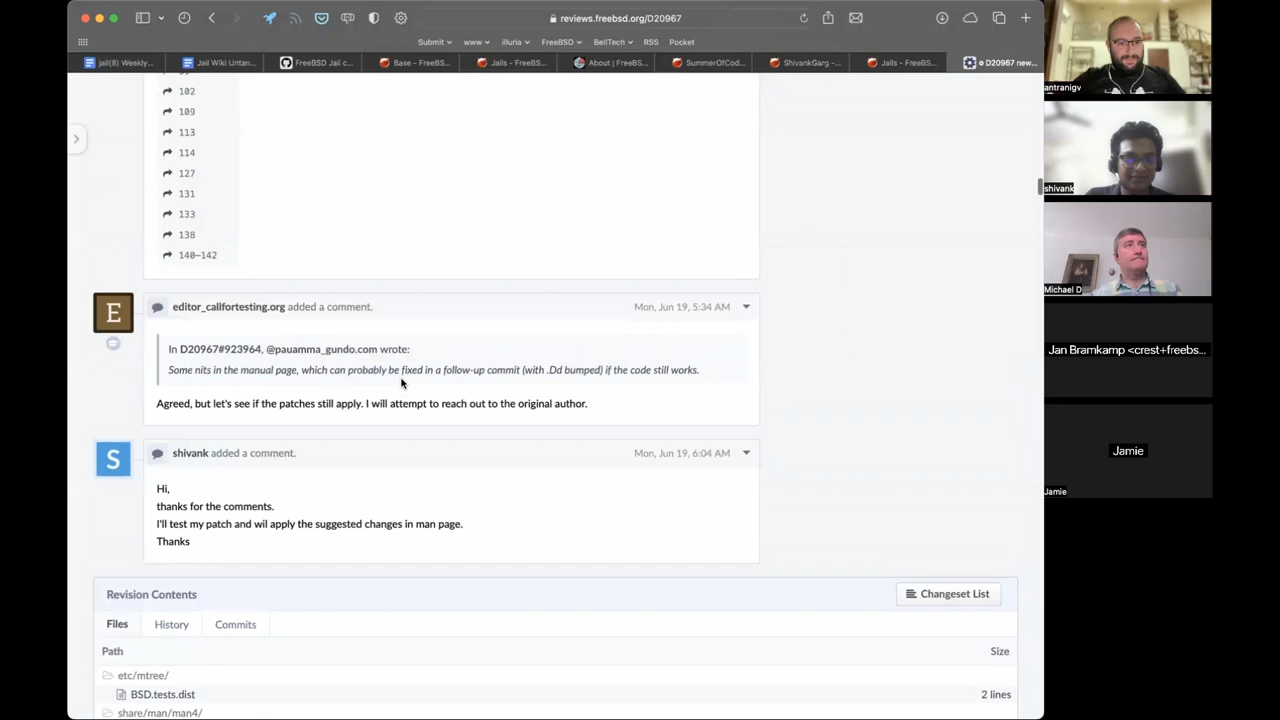 reviews.freebsd.org/D20967
Submit
www
illuria
FreeBSD
BellTech
RSS
Pocket
jail(8) Weekly...
Jail Wiki Untan...
FreeBSD Jail c...
Base - FreeBS...
Jails - FreeBS...
About | FreeBS...
SummerOfCod...
ShivankGarg -...
Jails - FreeBS...
D20967 new...
102
109
113
114
127
131
133
138
140–142
E
editor_callfortesting.org added a comment.
Mon, Jun 19, 5:34 AM
In D20967#923964, @pauamma_gundo.com wrote:
Some nits in the manual page, which can probably be fixed in a follow-up commit (with .Dd bumped) if the code still works.
Agreed, but let's see if the patches still apply. I will attempt to reach out to the original author.
S
shivank added a comment.
Mon, Jun 19, 6:04 AM
Hi,
thanks for the comments.
I'll test my patch and wil apply the suggested changes in man page.
Thanks
Revision Contents
Changeset List
Files
History
Commits
Path
Size
etc/mtree/
BSD.tests.dist
2 lines
share/man/man4/
antranigv
shivank
Michael D
Jan Bramkamp <crest+freebs...
Jamie
Jamie